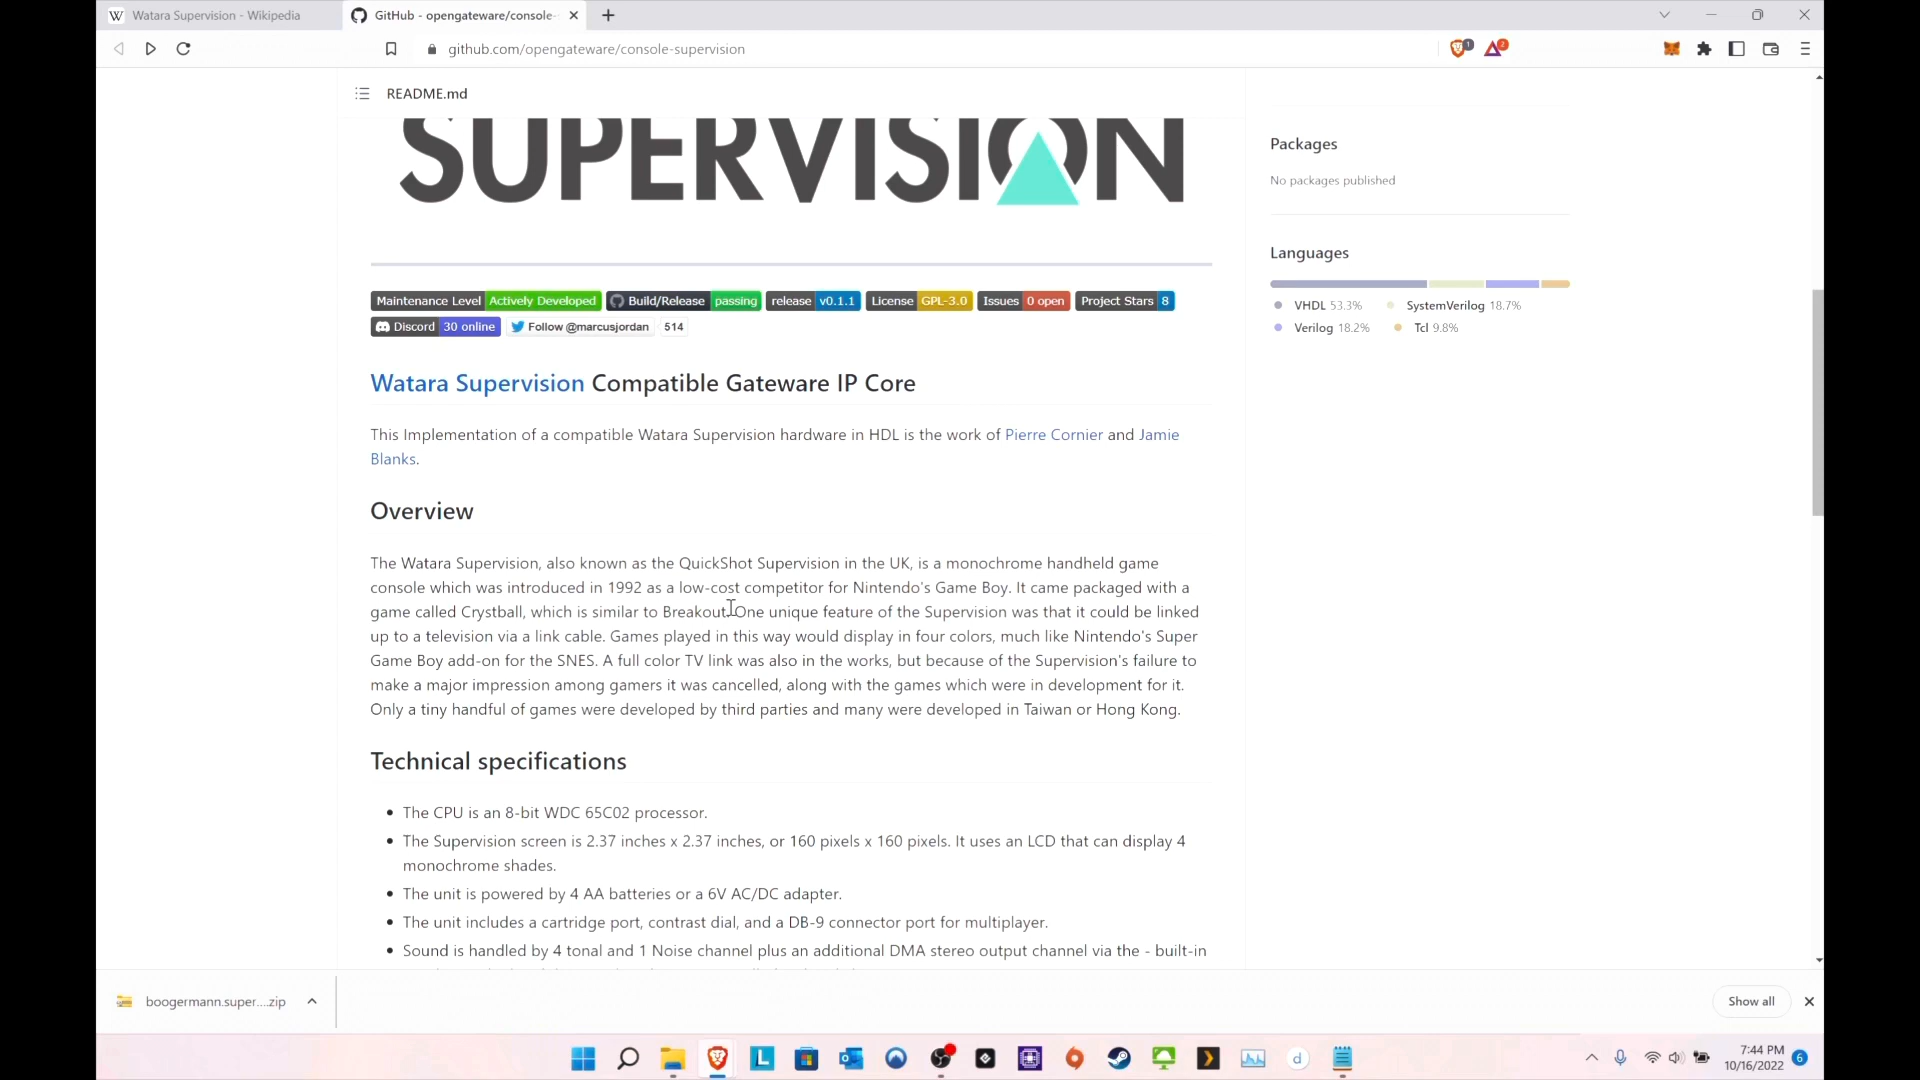 Watara Supervision - Wikipedia
GitHub - opengateware/console-
github.com/opengateware/console-supervision
1
2
README.md
SUPERVISION
Packages
No packages published
Languages
VHDL 53.3% SystemVerilog 18.7%
Verilog 18.2% Tcl 9.8%
Maintenance Level Actively Developed Build/Release passing release v0.1.1 License GPL-3.0 Issues 0 open Project Stars 8
Discord 30 online Follow @marcusjordan 514
Watara Supervision Compatible Gateware IP Core
This Implementation of a compatible Watara Supervision hardware in HDL is the work of Pierre Cornier and Jamie
Blanks.
Overview
The Watara Supervision, also known as the QuickShot Supervision in the UK, is a monochrome handheld game
console which was introduced in 1992 as a low-cost competitor for Nintendo's Game Boy. It came packaged with a
game called Crystball, which is similar to Breakout. One unique feature of the Supervision was that it could be linked
up to a television via a link cable. Games played in this way would display in four colors, much like Nintendo's Super
Game Boy add-on for the SNES. A full color TV link was also in the works, but because of the Supervision's failure to
make a major impression among gamers it was cancelled, along with the games which were in development for it.
Only a tiny handful of games were developed by third parties and many were developed in Taiwan or Hong Kong.
Technical specifications
The CPU is an 8-bit WDC 65C02 processor.
The Supervision screen is 2.37 inches x 2.37 inches, or 160 pixels x 160 pixels. It uses an LCD that can display 4
monochrome shades.
The unit is powered by 4 AA batteries or a 6V AC/DC adapter.
The unit includes a cartridge port, contrast dial, and a DB-9 connector port for multiplayer.
Sound is handled by 4 tonal and 1 Noise channel plus an additional DMA stereo output channel via the - built-in
boogermann.super....zip
Show all
L
d
7:44 PM
10/16/2022
6